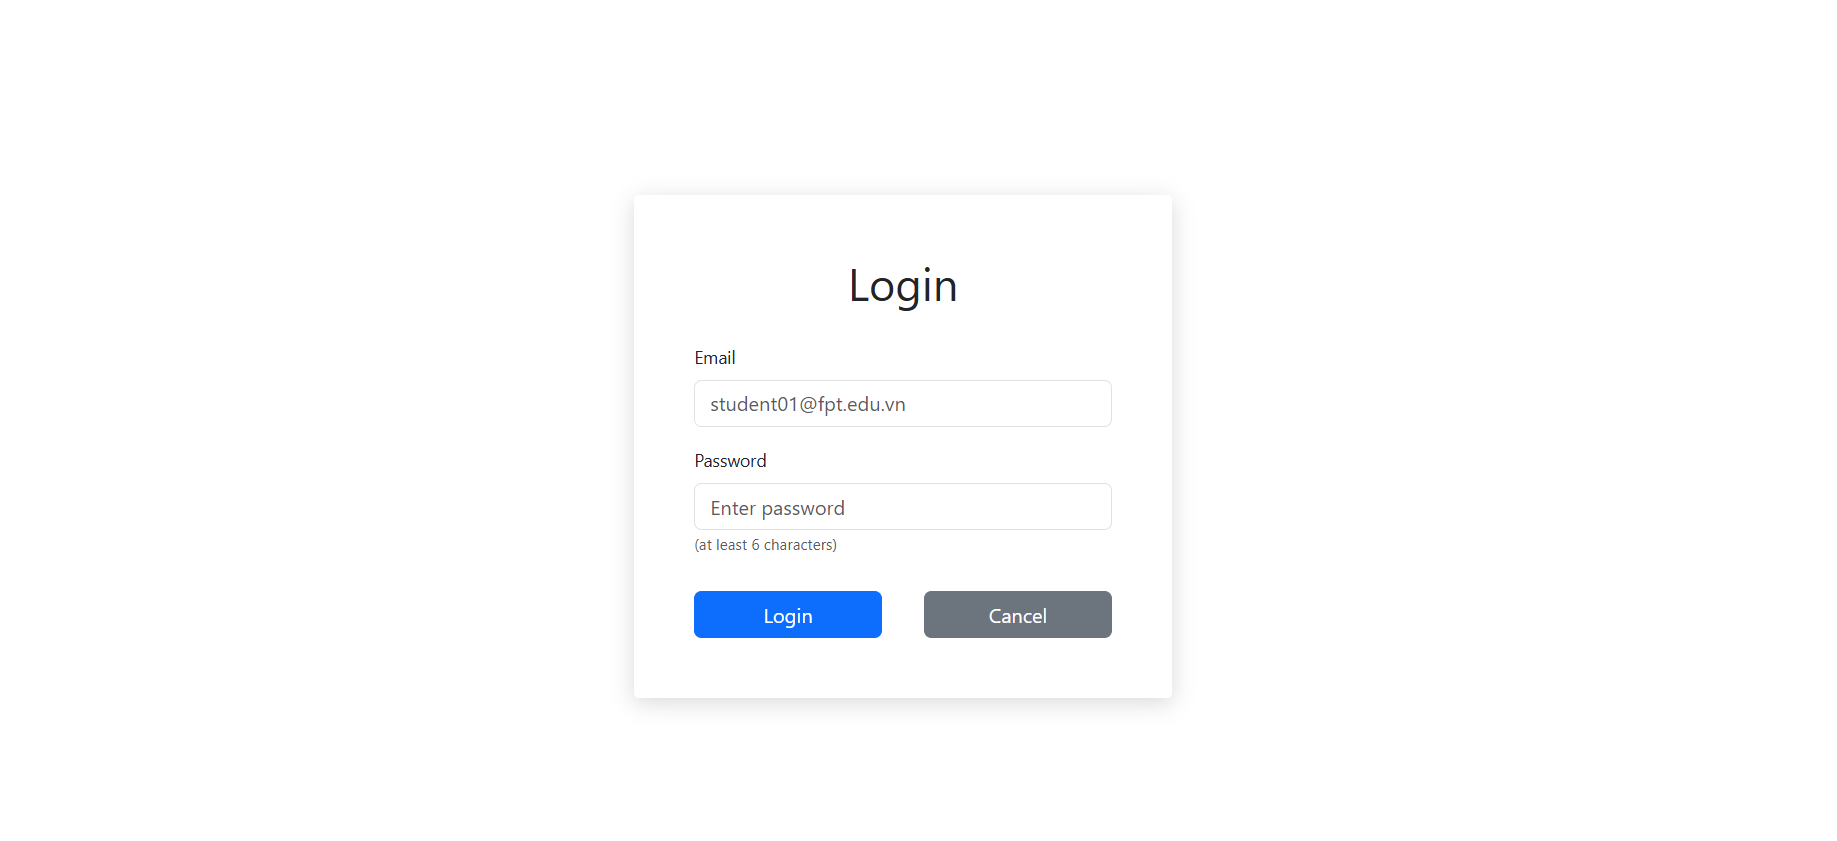 Login
Email
student01@fpt.edu.vn
Password
Enter password
(at least 6 characters)
Login Cancel